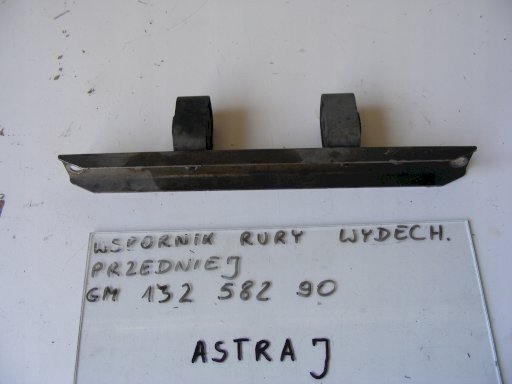 WSPORNIK RURY WYDECH.
PRZEDNIEJ
GM 132 582 90
ASTRA J